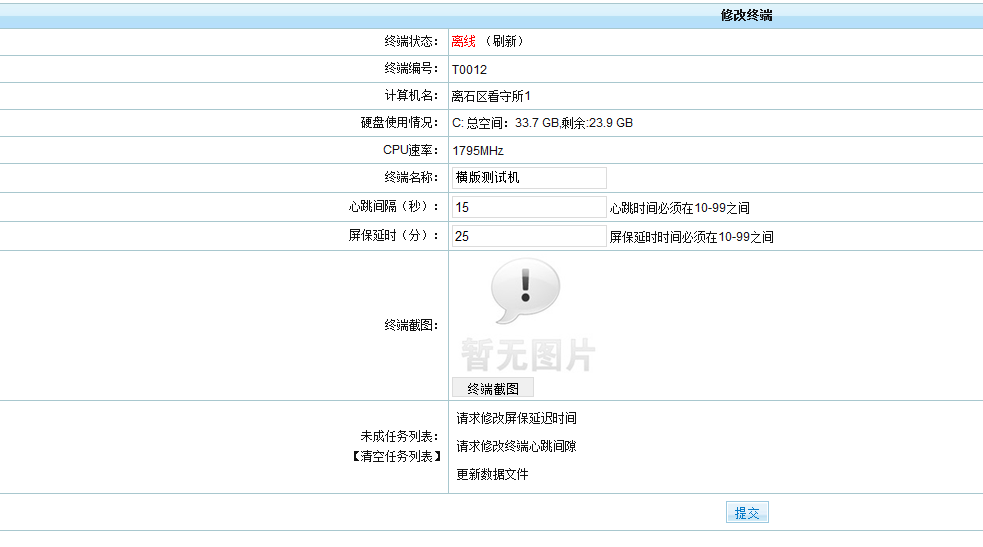 修改终端
终端状态： 离线 （刷新）
终端编号： T0012
计算机名： 离石区看守所1
硬盘使用情况： C: 总空间：33.7 GB,剩余:23.9 GB
CPU速率： 1795MHz
终端名称： 横版测试机
心跳间隔（秒）： 15 心跳时间必须在10-99之间
屏保延时（分）： 25 屏保延时时间必须在10-99之间
终端截图：
暂无图片
终端截图
未成任务列表：
【清空任务列表】
请求修改屏保延迟时间
请求修改终端心跳间隙
更新数据文件
提交